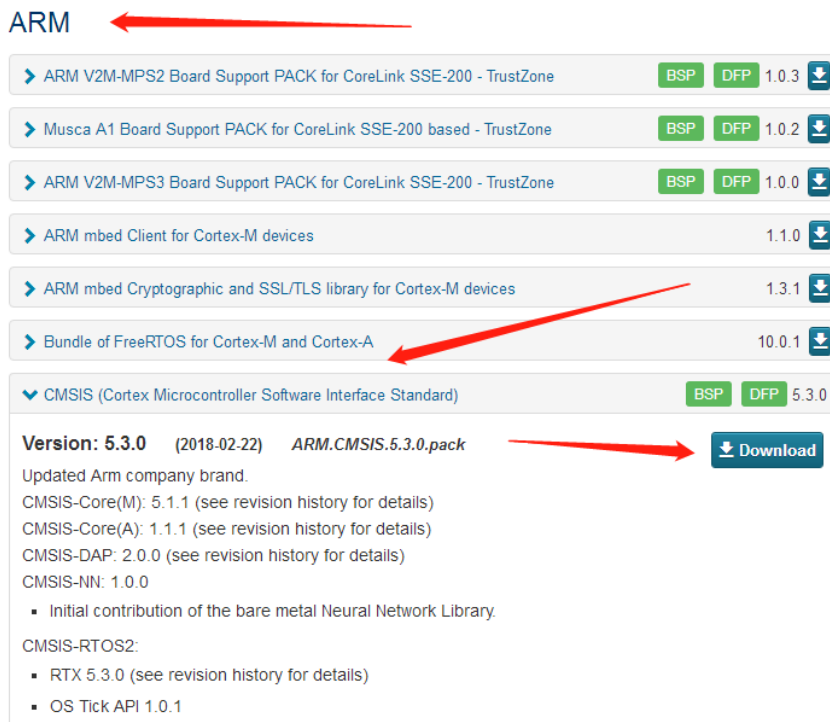 ARM
ARM V2M-MPS2 Board Support PACK for CoreLink SSE-200 - TrustZone BSP DFP 1.0.3
Musca A1 Board Support PACK for CoreLink SSE-200 based - TrustZone BSP DFP 1.0.2
ARM V2M-MPS3 Board Support PACK for CoreLink SSE-200 - TrustZone BSP DFP 1.0.0
ARM mbed Client for Cortex-M devices 1.1.0
ARM mbed Cryptographic and SSL/TLS library for Cortex-M devices 1.3.1
Bundle of FreeRTOS for Cortex-M and Cortex-A 10.0.1
CMSIS (Cortex Microcontroller Software Interface Standard) BSP DFP 5.3.0
Version: 5.3.0 (2018-02-22) ARM.CMSIS.5.3.0.pack Download
Updated Arm company brand.
CMSIS-Core(M): 5.1.1 (see revision history for details)
CMSIS-Core(A): 1.1.1 (see revision history for details)
CMSIS-DAP: 2.0.0 (see revision history for details)
CMSIS-NN: 1.0.0
▪ Initial contribution of the bare metal Neural Network Library.
CMSIS-RTOS2:
▪ RTX 5.3.0 (see revision history for details)
▪ OS Tick API 1.0.1